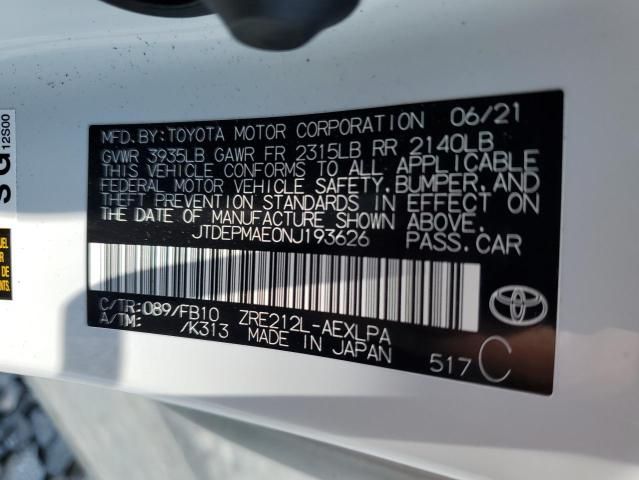 MFD. BY: TOYOTA MOTOR CORPORATION 06/21
GVWR 3935LB GAWR FR 2315LB RR 2140LB
THIS VEHICLE CONFORMS TO ALL APPLICABLE
FEDERAL MOTOR VEHICLE SAFETY, BUMPER, AND
THEFT PREVENTION STANDARDS IN EFFECT ON
THE DATE OF MANUFACTURE SHOWN ABOVE.
JTDEPMAE0NJ193626 PASS. CAR
C/TR: 089/FB10 ZRE212L-AEXLPA
A/TM: /K313 MADE IN JAPAN
517 C
SG
12S00